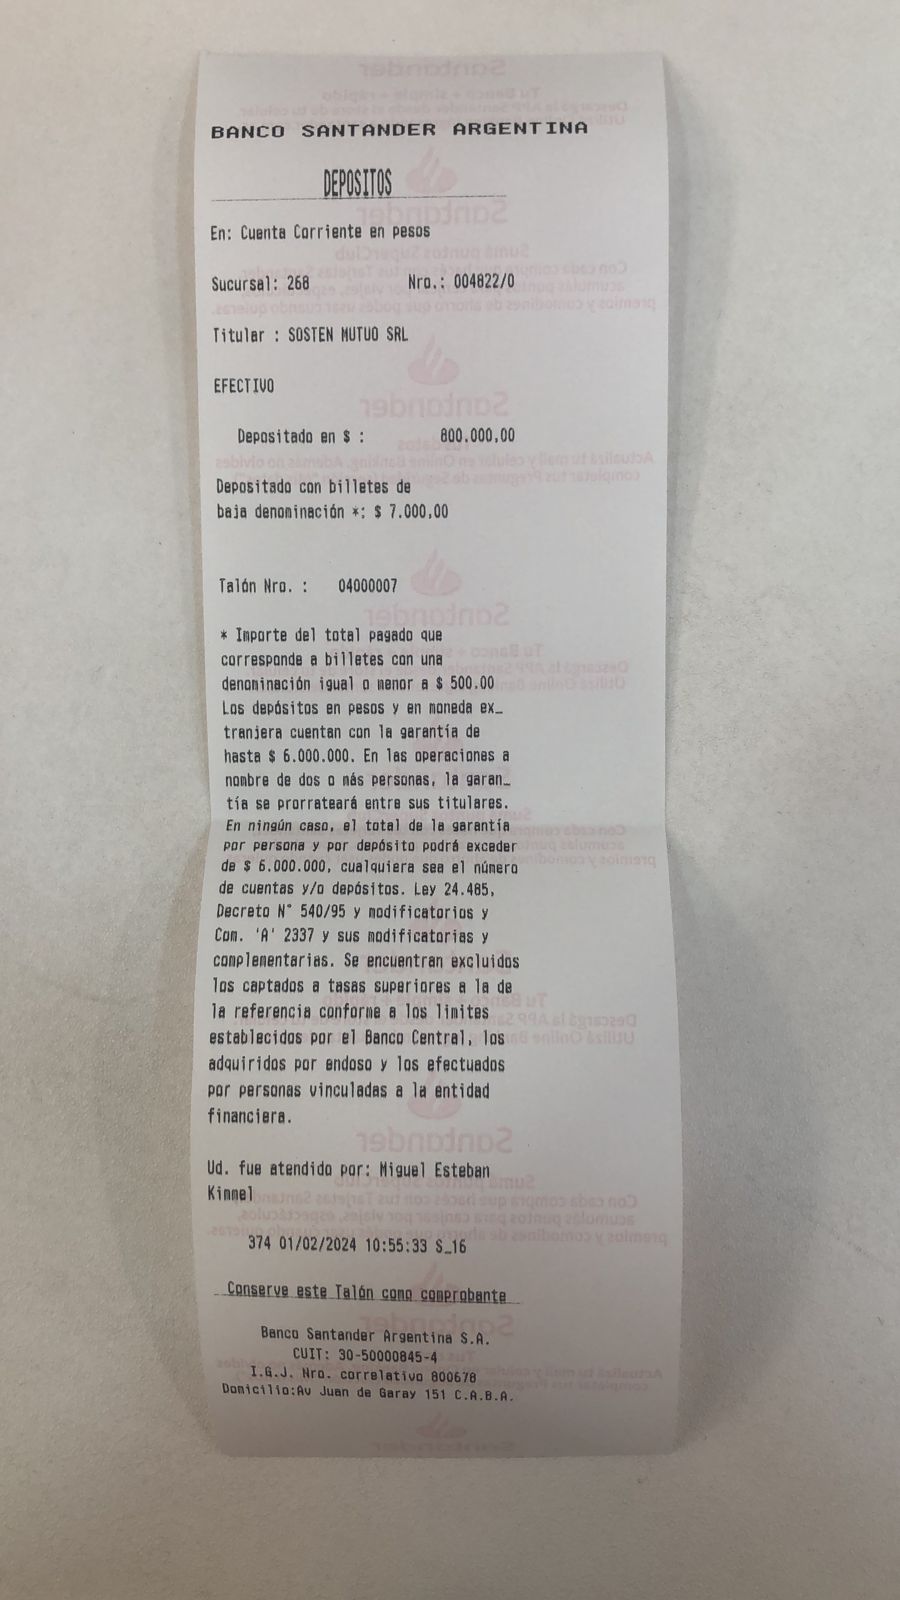 BANCO SANTANDER ARGENTINA
DEPOSITOS
En: Cuenta Corriente en pesos
Sucursal: 268 Nro.: 004822/0
Titular : SOSTEN MUTUO SRL
EFECTIVO
Depositado en $ : 800.000,00
Depositado con billetes de
baja denominación *: $ 7.000,00
Talón Nro. : 04000007
* Importe del total pagado que
corresponde a billetes con una
denominación igual o menor a $ 500.00
Los depósitos en pesos y en moneda ex_
tranjera cuentan con la garantía de
hasta $ 6.000.000. En las operaciones a
nombre de dos o más personas, la garan_
tía se prorrateará entre sus titulares.
En ningún caso, el total de la garantía
por persona y por depósito podrá exceder
de $ 6.000.000, cualquiera sea el número
de cuentas y/o depósitos. Ley 24.485,
Decreto N° 540/95 y modificatorios y
Com. 'A' 2337 y sus modificatorias y
complementarias. Se encuentran excluidos
los captados a tasas superiores a la de
la referencia conforme a los limites
establecidos por el Banco Central, los
adquiridos por endoso y los efectuados
por personas vinculadas a la entidad
financiera.
Ud. fue atendido por: Miguel Esteban
Kimmel
374 01/02/2024 10:55:33 S_16
Conserve este Talón como comprobante
Banco Santander Argentina S.A.
CUIT: 30-50000845-4
I.G.J. Nro. correlativo 800678
Domicilio:Av Juan de Garay 151 C.A.B.A.